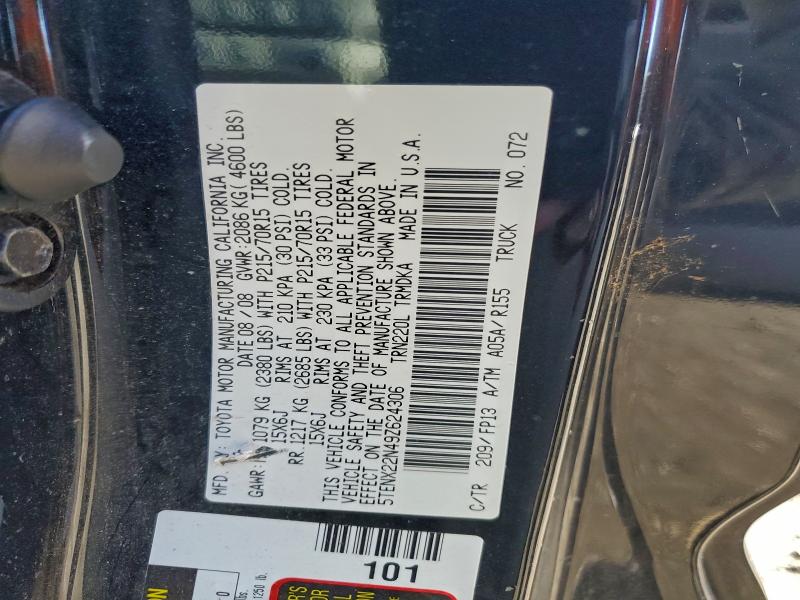 MFD. BY: TOYOTA MOTOR MANUFACTURING CALIFORNIA INC.
DATE 08/08 GVWR: 2086 KG( 4600 LBS)
GAWR: 1079 KG (2380 LBS) WITH P215/70R15 TIRES
15X6J RIMS AT 210 KPA (30 PSI) COLD.
RR. 1217 KG (2685 LBS) WITH P215/70R15 TIRES
15X6J RIMS AT 230 KPA (33 PSI) COLD.
THIS VEHICLE CONFORMS TO ALL APPLICABLE FEDERAL MOTOR
VEHICLE SAFETY AND THEFT PREVENTION STANDARDS IN
EFFECT ON THE DATE OF MANUFACTURE SHOWN ABOVE.
5TENX22N49Z624306 TRN220L TRMDKA MADE IN U.S.A.
C/TR 209/FP13 A/TM A05A/R155 TRUCK NO. 072
101
1250 lb.